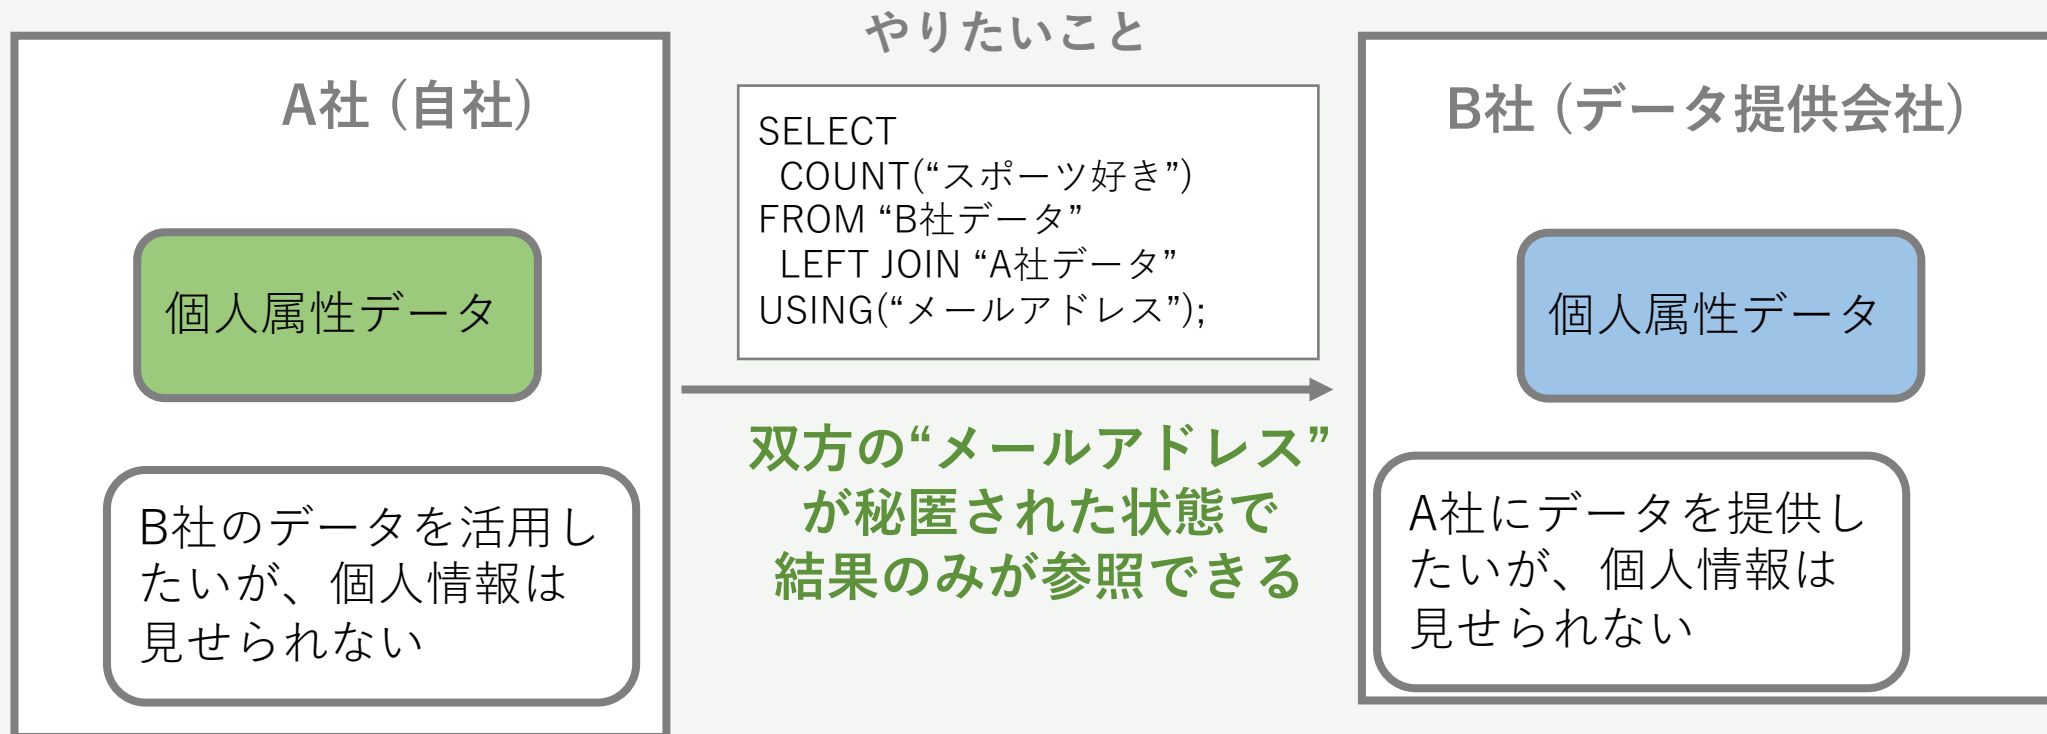 やりたいこと
A社 (自社)
個人属性データ
B社のデータを活用し
たいが、個人情報は
見せられない
SELECT
COUNT(“スポーツ好き”)
FROM “B社データ”
LEFT JOIN “A社データ”
USING(“メールアドレス”);
双方の“メールアドレス”
が秘匿された状態で
結果のみが参照できる
B社 (データ提供会社)
個人属性データ
A社にデータを提供し
たいが、個人情報は
見せられない